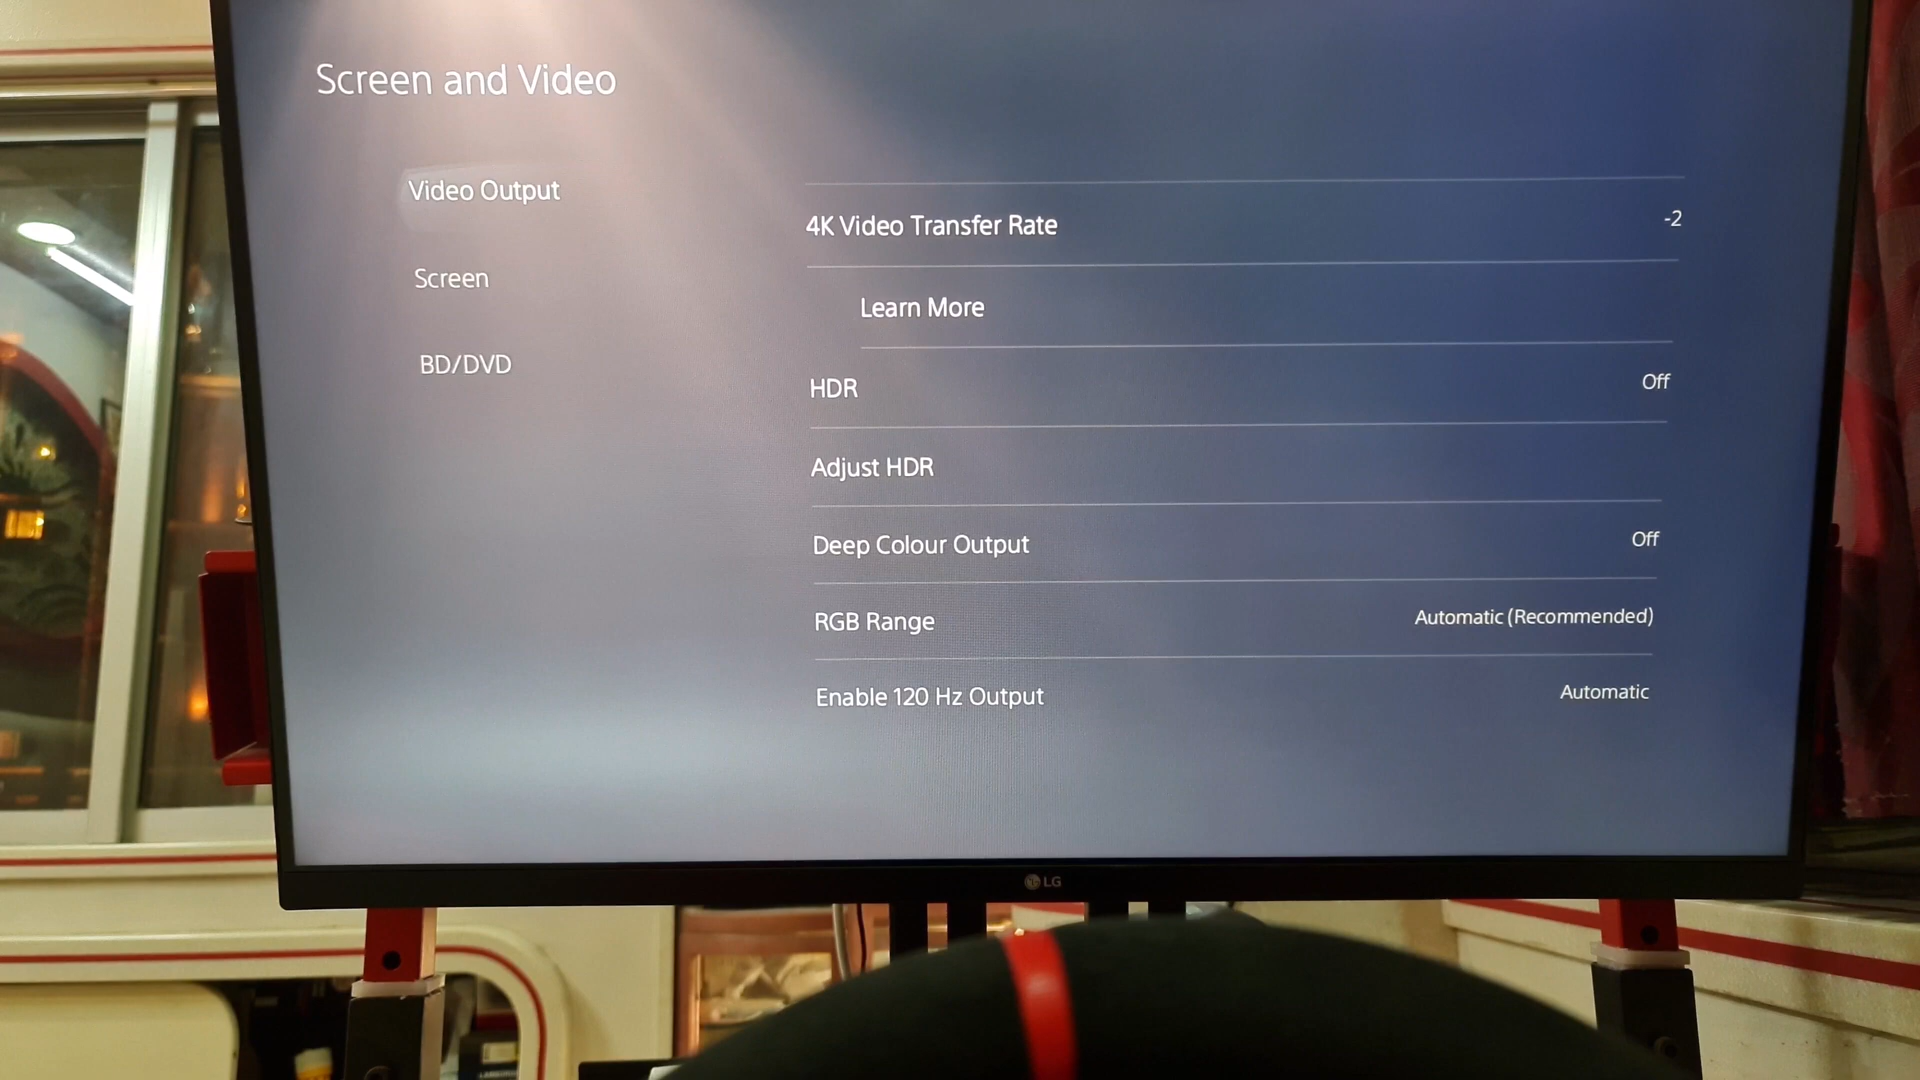 Screen and Video
Video Output
Screen
BD/DVD
4K Video Transfer Rate -2
Learn More
HDR Off
Adjust HDR
Deep Colour Output Off
RGB Range Automatic (Recommended)
Enable 120 Hz Output Automatic
LG